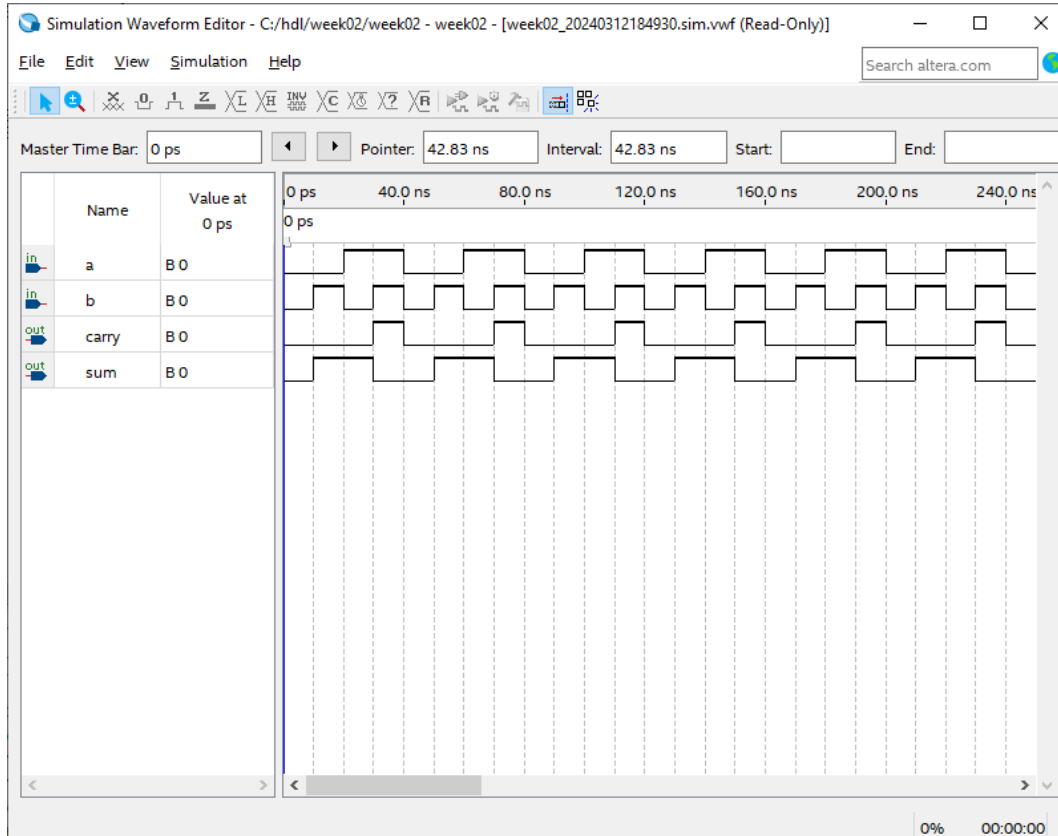 Simulation Waveform Editor - C:/hdl/week02/week02 - week02 - [week02_20240312184930.sim.vwf (Read-Only)]
File Edit View Simulation Help
Search altera.com
Master Time Bar: 0 ps Pointer: 42.83 ns Interval: 42.83 ns Start: End:
Name Value at 0 ps
0 ps 40.0 ns 80.0 ns 120.0 ns 160.0 ns 200.0 ns 240.0 ns
0 ps
in a B 0
in b B 0
out carry B 0
out sum B 0
0% 00:00:00